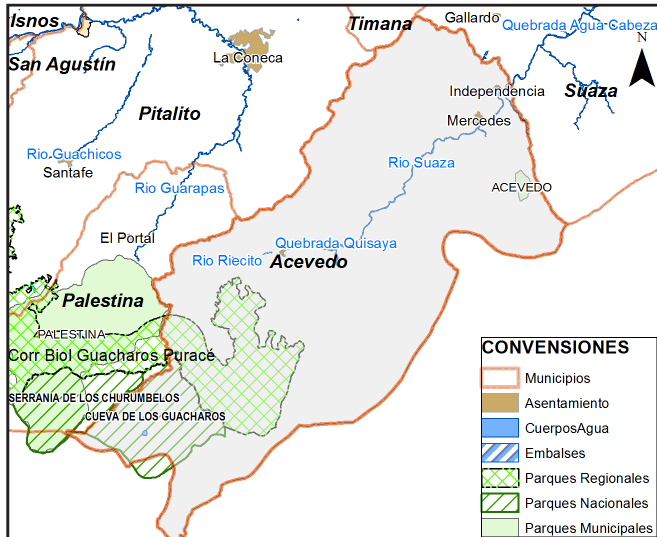 Isnos
Timana
Gallardo
Quebrada Agua Cabeza
N
San Agustín
La Coneca
Independencia
Suaza
Pitalito
Mercedes
Rio Guachicos
Santafe
Rio Suaza
Rio Guarapas
ACEVEDO
El Portal
Quebrada Quisaya
Rio Riecito
Acevedo
Palestina
PALESTINA
Corr Biol Guacharos Puracé
SERRANIA DE LOS CHURUMBELOS
CUEVA DE LOS GUACHAROS
CONVENSIONES
Municipios
Asentamiento
CuerposAgua
Embalses
Parques Regionales
Parques Nacionales
Parques Municipales